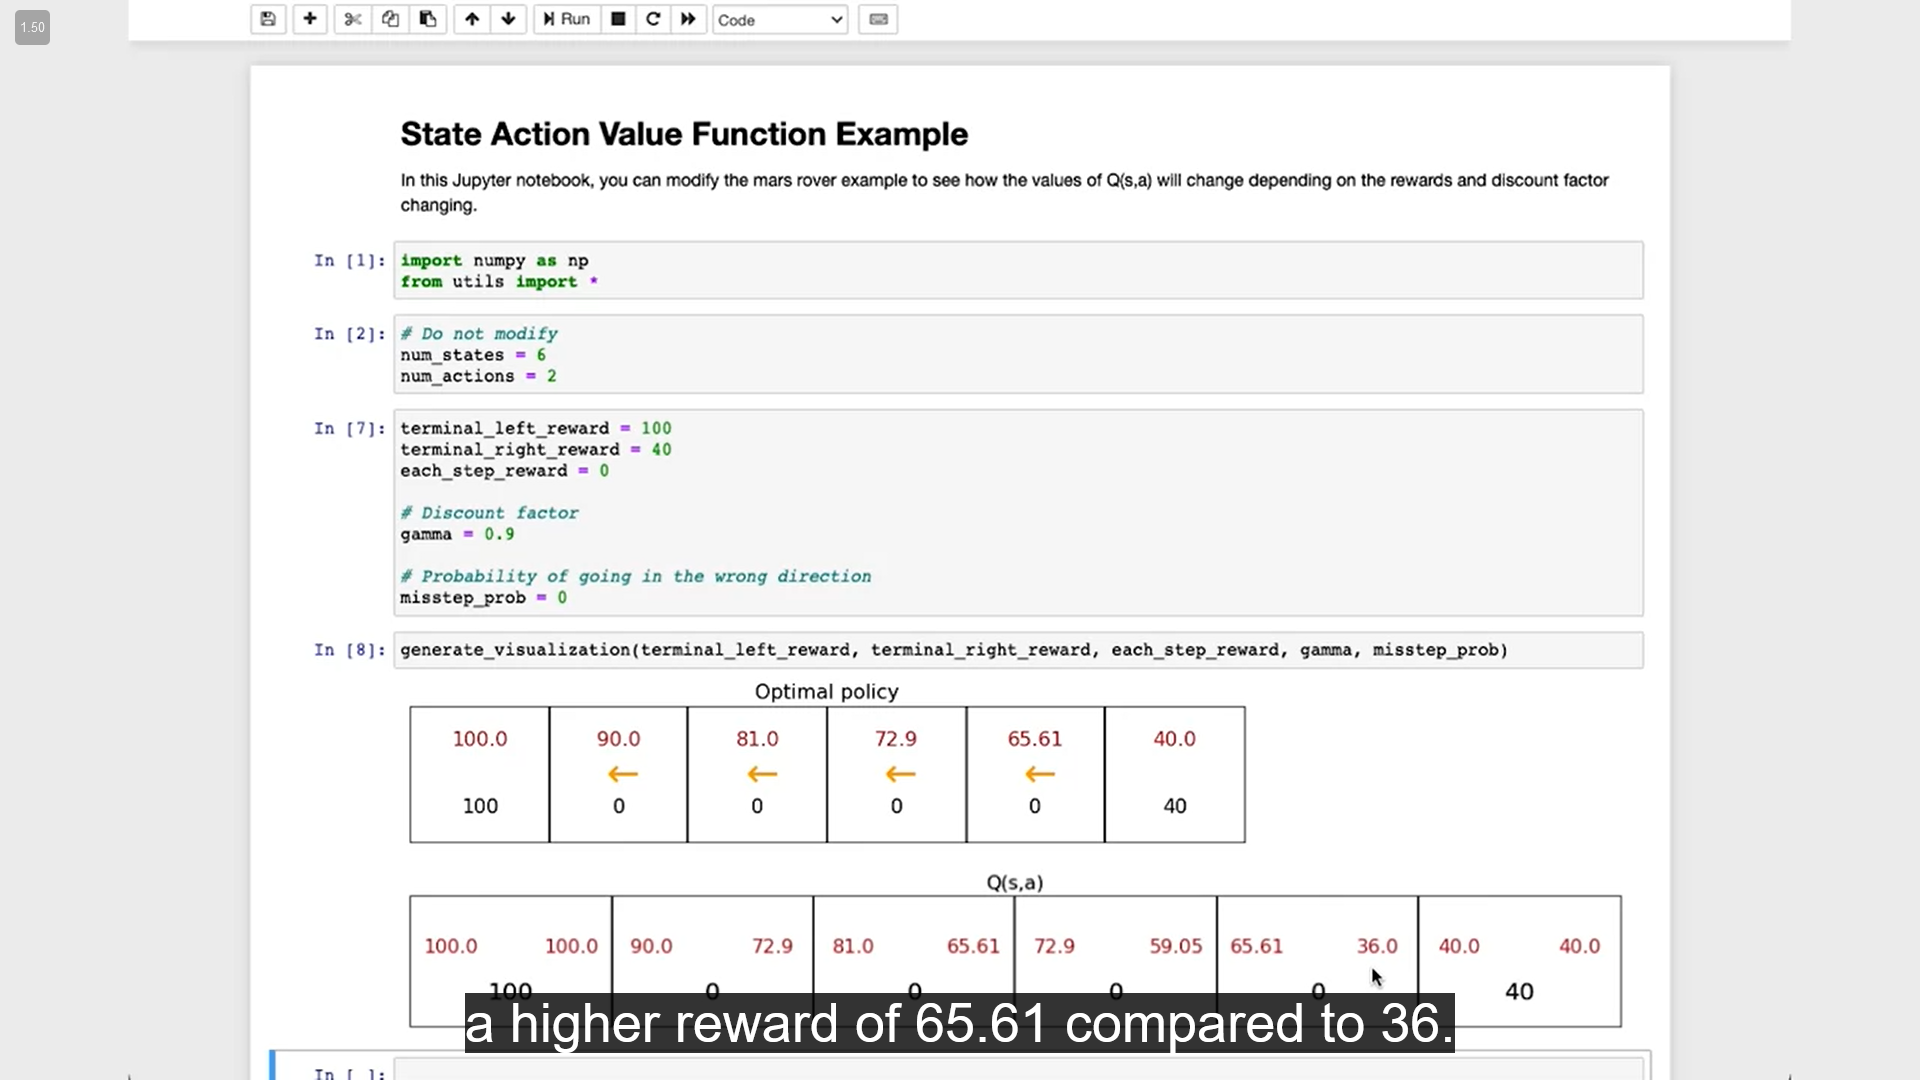 1.50
Run
Code
State Action Value Function Example
In this Jupyter notebook, you can modify the mars rover example to see how the values of Q(s,a) will change depending on the rewards and discount factor
changing.
In [1]: import numpy as np
from utils import *
In [2]: # Do not modify
num_states = 6
num_actions = 2
In [7]: terminal_left_reward = 100
terminal_right_reward = 40
each_step_reward = 0
# Discount factor
gamma = 0.9
# Probability of going in the wrong direction
misstep_prob = 0
In [8]: generate_visualization(terminal_left_reward, terminal_right_reward, each_step_reward, gamma, misstep_prob)
Optimal policy
100.0 90.0 81.0 72.9 65.61 40.0
← ← ← ←
100 0 0 0 0 40
Q(s,a)
100.0 100.0 90.0 72.9 81.0 65.61 72.9 59.05 65.61 36.0 40.0 40.0
100 0 0 0 0 40
a higher reward of 65.61 compared to 36.
In [ ]: